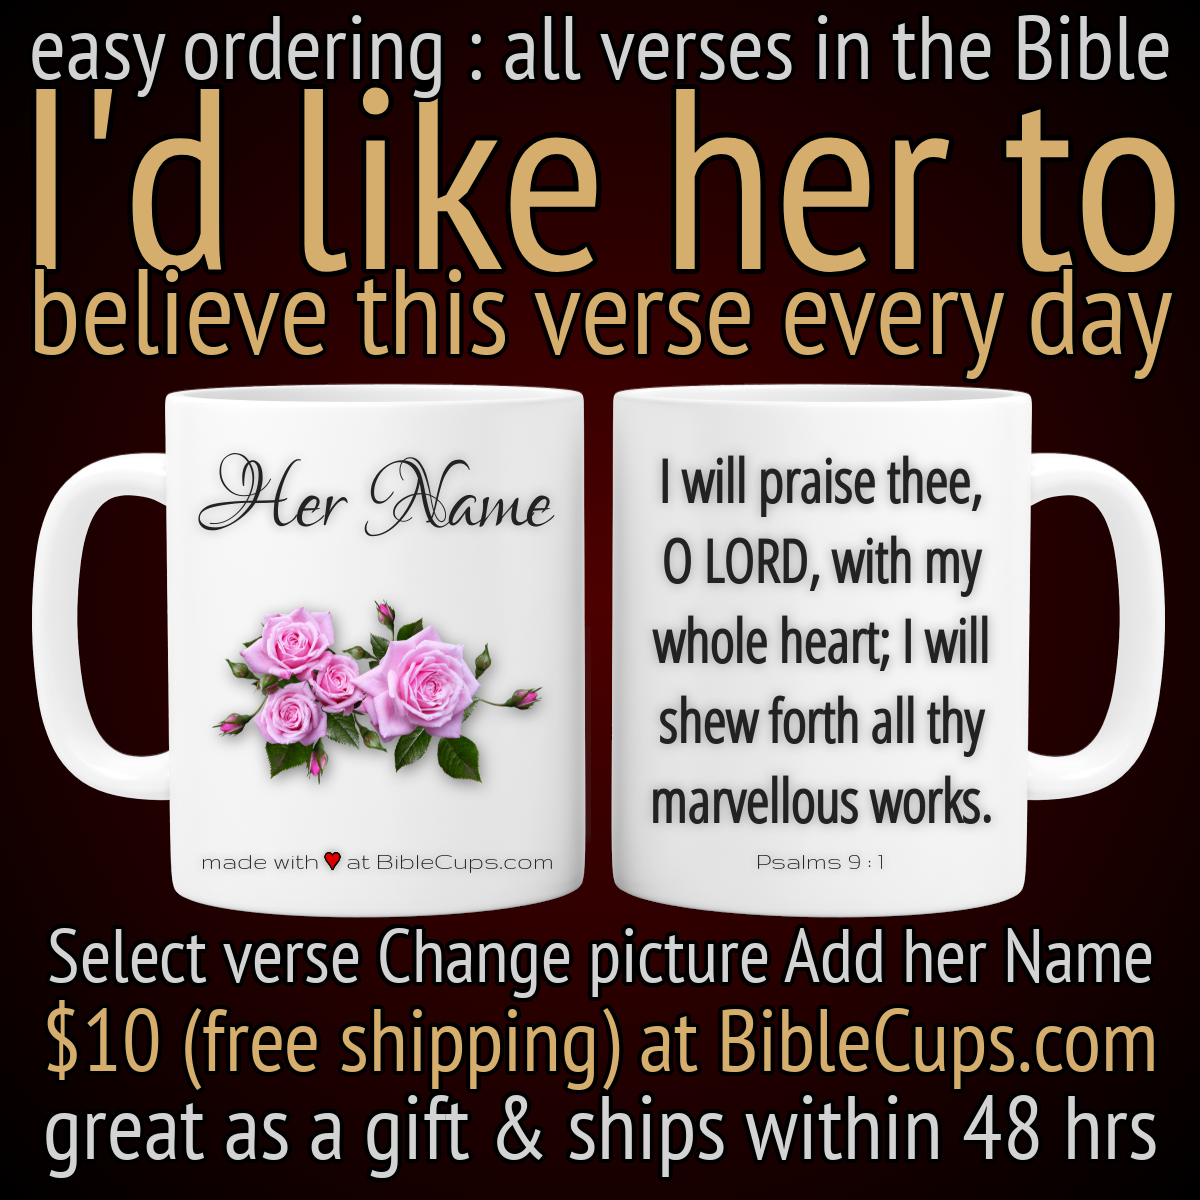 easy ordering : all verses in the Bible
I'd like her to
believe this verse every day
Her Name
made with at BibleCups.com
I will praise thee,
O LORD, with my
whole heart; I will
shew forth all thy
marvellous works.
Psalms 9 : 1
Select verse Change picture Add her Name
$10 (free shipping) at BibleCups.com
great as a gift & ships within 48 hrs